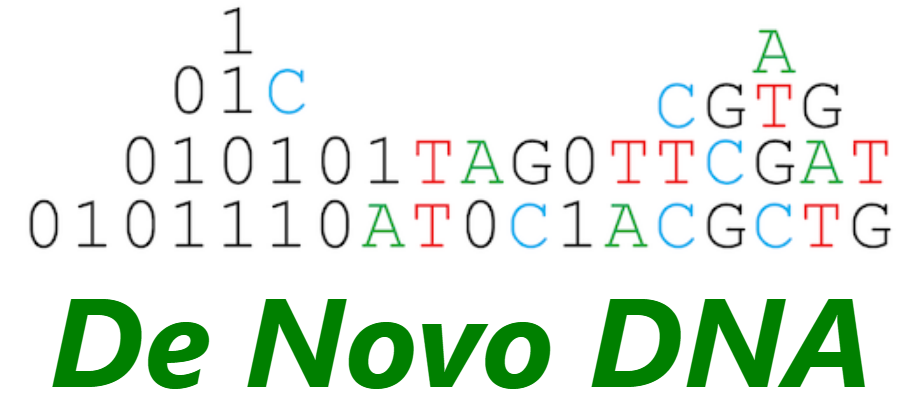 1 A
01C CGTG
010101TAG0TTCGAT
0101110AT0C1ACGCTG
De Novo DNA